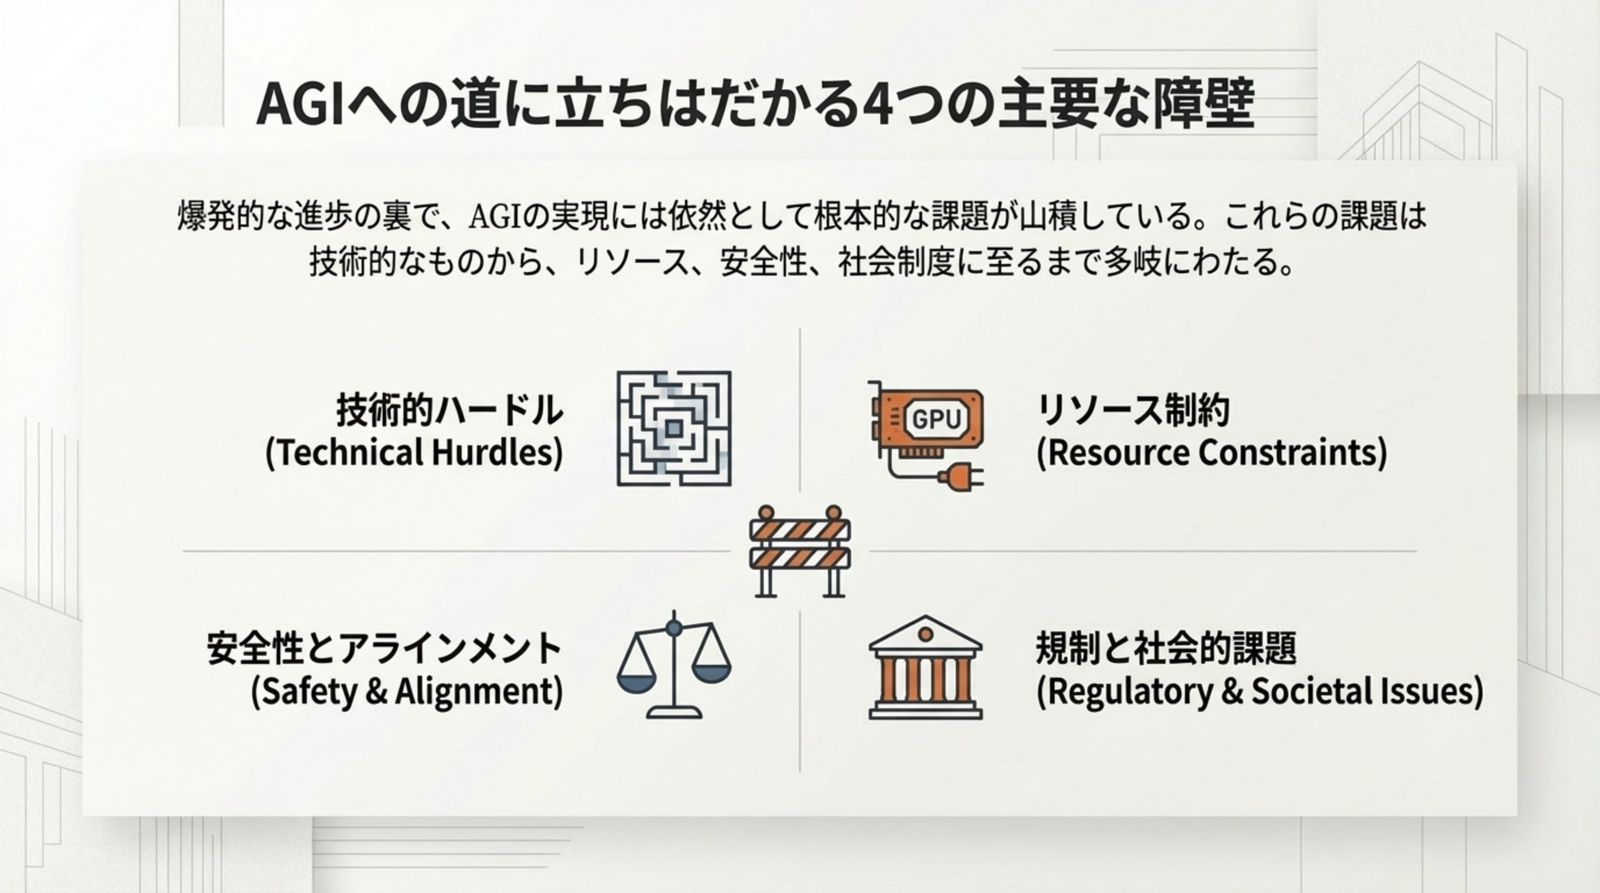 AGIへの道に立ちはだかる4つの主要な障壁
爆発的な進歩の裏で、AGIの実現には依然として根本的な課題が山積している。これらの課題は
技術的なものから、リソース、安全性、社会制度に至るまで多岐にわたる。
技術的ハードル
(Technical Hurdles)
GPU
リソース制約
(Resource Constraints)
安全性とアラインメント
(Safety & Alignment)
規制と社会的課題
(Regulatory & Societal Issues)